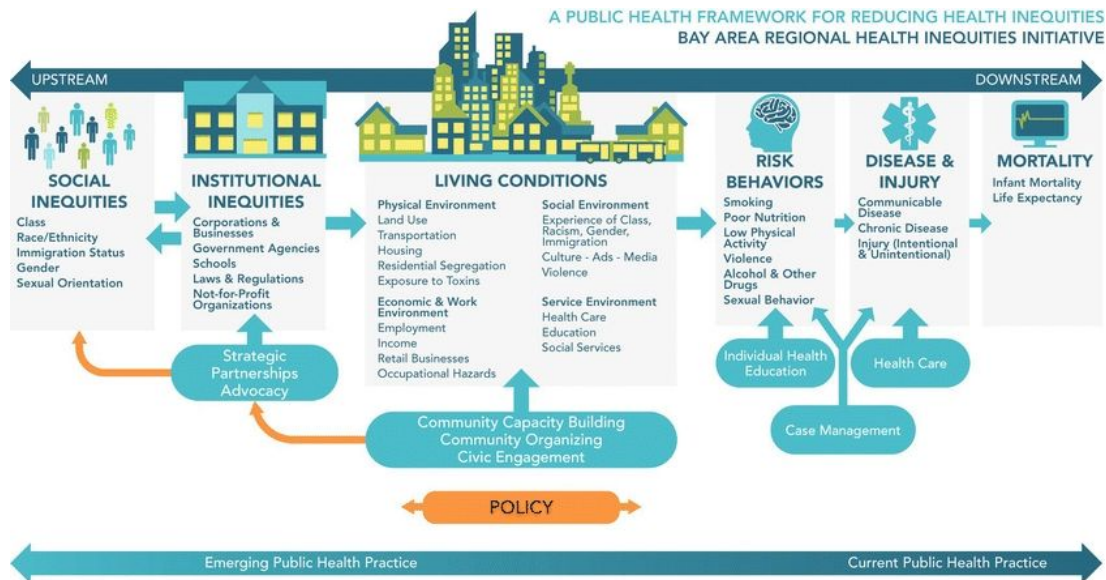 A PUBLIC HEALTH FRAMEWORK FOR REDUCING HEALTH INEQUITIES
BAY AREA REGIONAL HEALTH INEQUITIES INITIATIVE
UPSTREAM
DOWNSTREAM
SOCIAL
INEQUITIES
Class
Race/Ethnicity
Immigration Status
Gender
Sexual Orientation
INSTITUTIONAL
INEQUITIES
Corporations &
Businesses
Government Agencies
Schools
Laws & Regulations
Not-for-Profit
Organizations
LIVING CONDITIONS
Physical Environment
Land Use
Transportation
Housing
Residential Segregation
Exposure to Toxins
Economic & Work
Environment
Employment
Income
Retail Businesses
Occupational Hazards
Social Environment
Experience of Class,
Racism, Gender,
Immigration
Culture - Ads - Media
Violence
Service Environment
Health Care
Education
Social Services
RISK
BEHAVIORS
Smoking
Poor Nutrition
Low Physical
Activity
Violence
Alcohol & Other
Drugs
Sexual Behavior
DISEASE &
INJURY
Communicable
Disease
Chronic Disease
Injury (Intentional
& Unintentional)
MORTALITY
Infant Mortality
Life Expectancy
Strategic
Partnerships
Advocacy
Community Capacity Building
Community Organizing
Civic Engagement
Individual Health
Education
Health Care
Case Management
POLICY
Emerging Public Health Practice
Current Public Health Practice